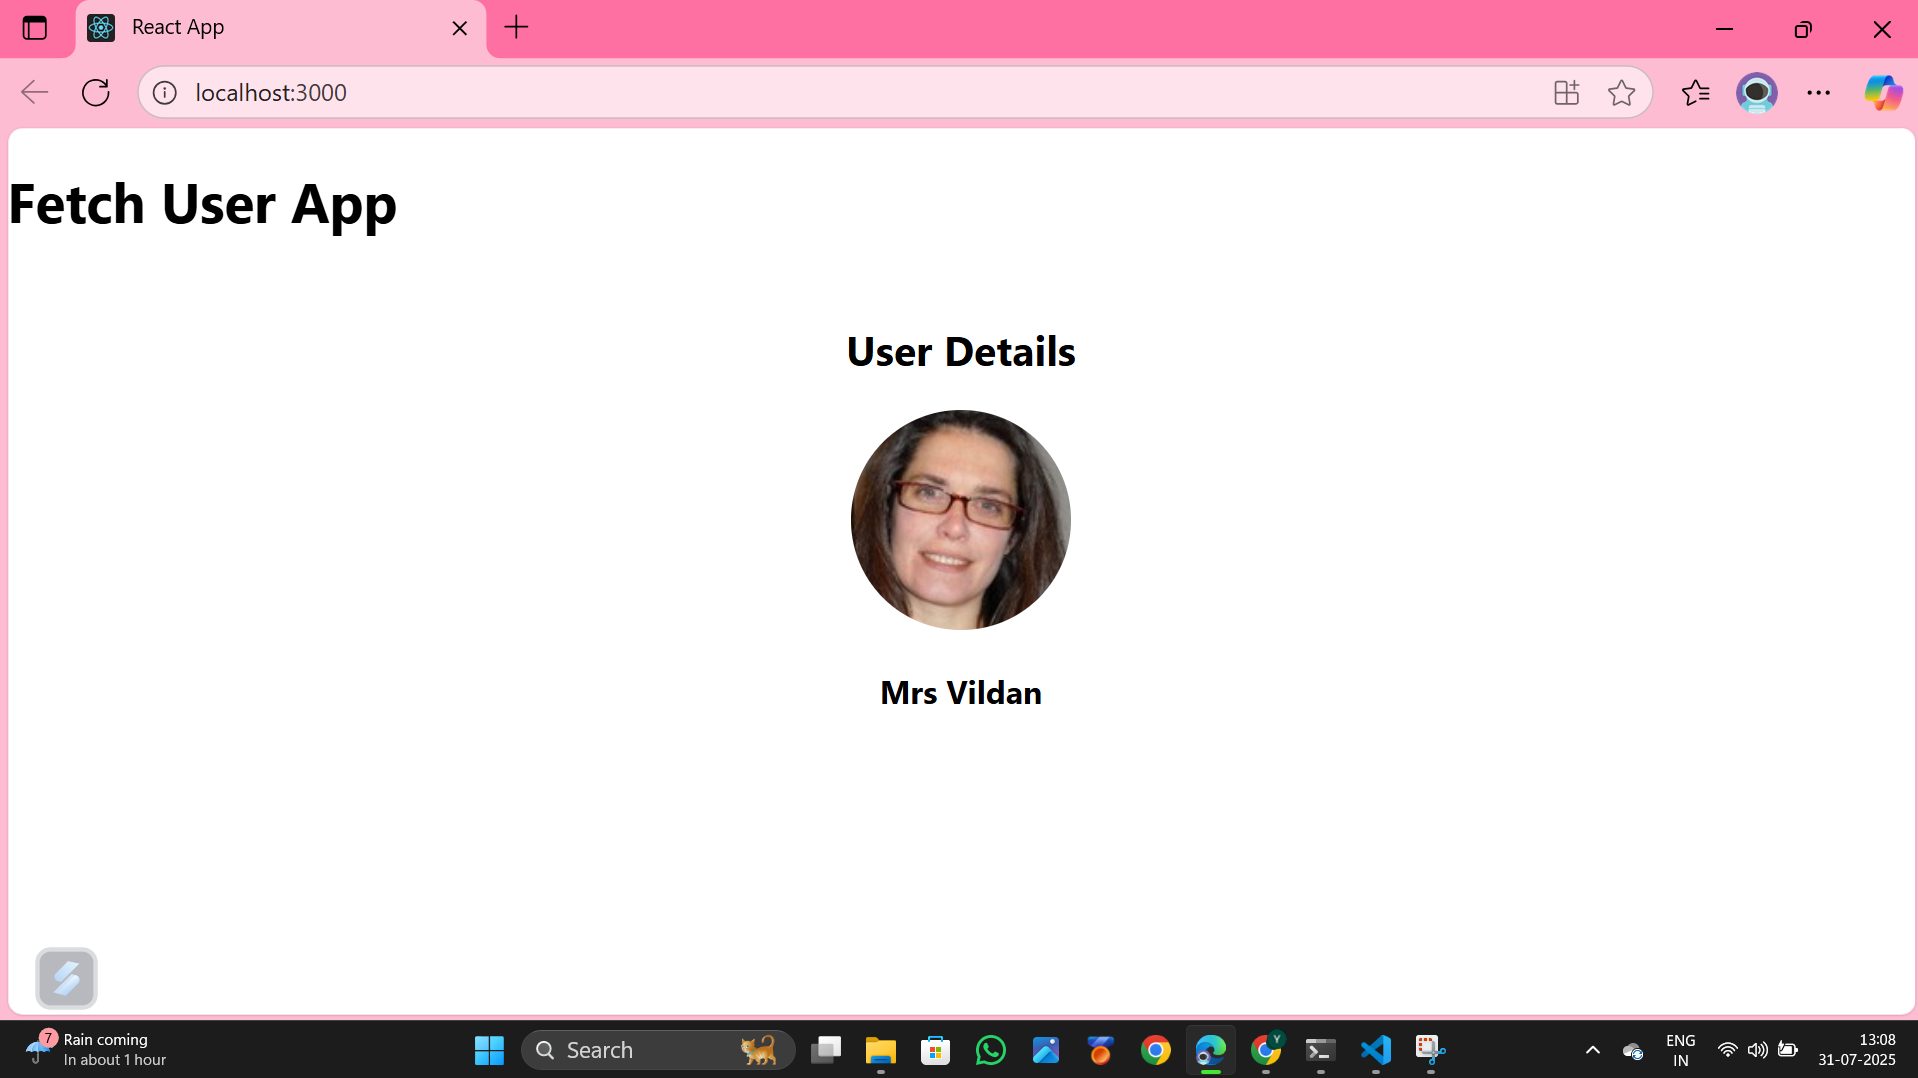 React App
localhost:3000
Fetch User App
User Details
Mrs Vildan
7
Rain coming
In about 1 hour
Search
Y
ENG
IN
13:08
31-07-2025